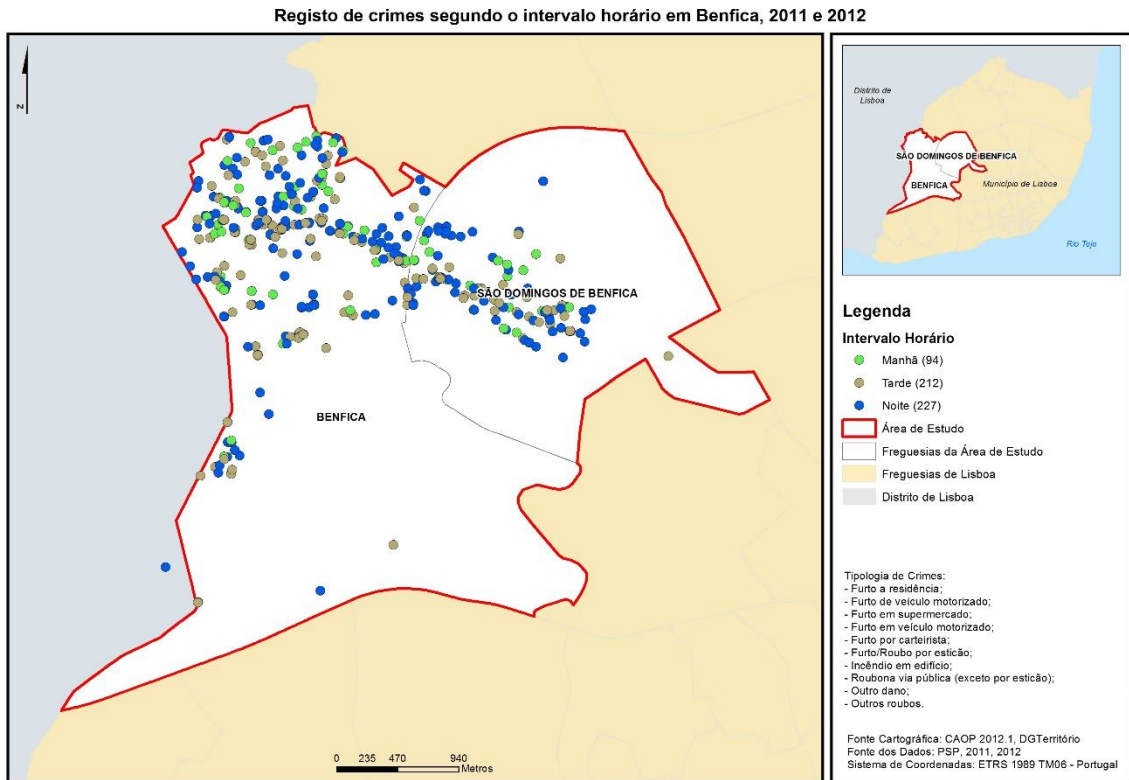 Registo de crimes segundo o intervalo horário em Benfica, 2011 e 2012
N
SÃO DOMINGOS DE BENFICA
BENFICA
0 235 470 940
Metros
Distrito de
Lisboa
SÃO DOMINGOS DE BENFICA
Município de Lisboa
BENFICA
Rio Tejo
Legenda
Intervalo Horário
Manhã (94)
Tarde (212)
Noite (227)
Área de Estudo
Freguesias da Área de Estudo
Freguesias de Lisboa
Distrito de Lisboa
Tipologia de Crimes:
- Furto a residência;
- Furto de veículo motorizado;
- Furto em supermercado;
- Furto em veículo motorizado;
- Furto por carteirista;
- Furto/Roubo por esticão;
- Incêndio em edifício;
- Roubona via pública (exceto por esticão);
- Outro dano;
- Outros roubos.
Fonte Cartográfica: CAOP 2012.1, DGTerritório
Fonte dos Dados: PSP, 2011, 2012
Sistema de Coordenadas: ETRS 1989 TM06 - Portugal